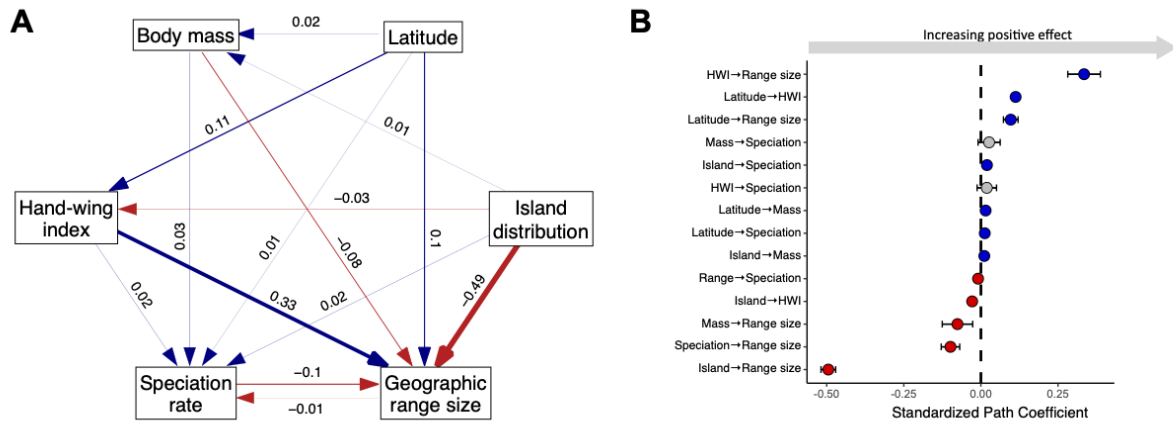 A
Body mass
0.02
Latitude
0.11
0.01
Hand-wing
index
−0.03
Island
distribution
0.03
0.01
−0.08
0.1
−0.49
0.02
0.33
0.02
Speciation
rate
−0.1
−0.01
Geographic
range size
B
Increasing positive effect
HWI→Range size
Latitude→HWI
Latitude→Range size
Mass→Speciation
Island→Speciation
HWI→Speciation
Latitude→Mass
Latitude→Speciation
Island→Mass
Range→Speciation
Island→HWI
Mass→Range size
Speciation→Range size
Island→Range size
-0.50
-0.25
0.00
0.25
Standardized Path Coefficient